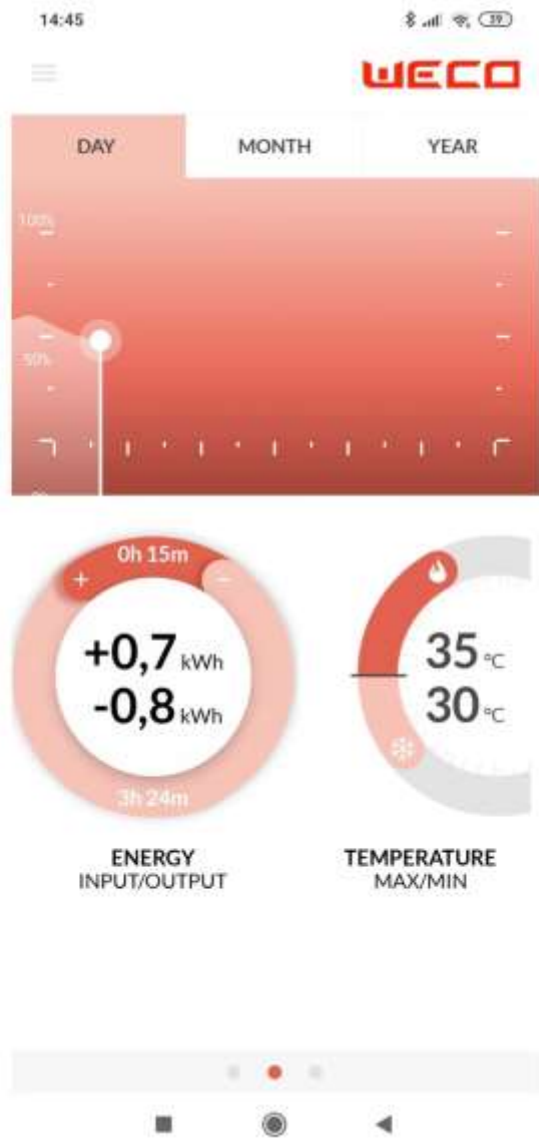 14:45
39
WECO
DAY MONTH YEAR
100%
50%
0h 15m
+ −
+0,7 kWh
-0,8 kWh
3h 24m
35 °C
30 °C
ENERGY
INPUT/OUTPUT
TEMPERATURE
MAX/MIN